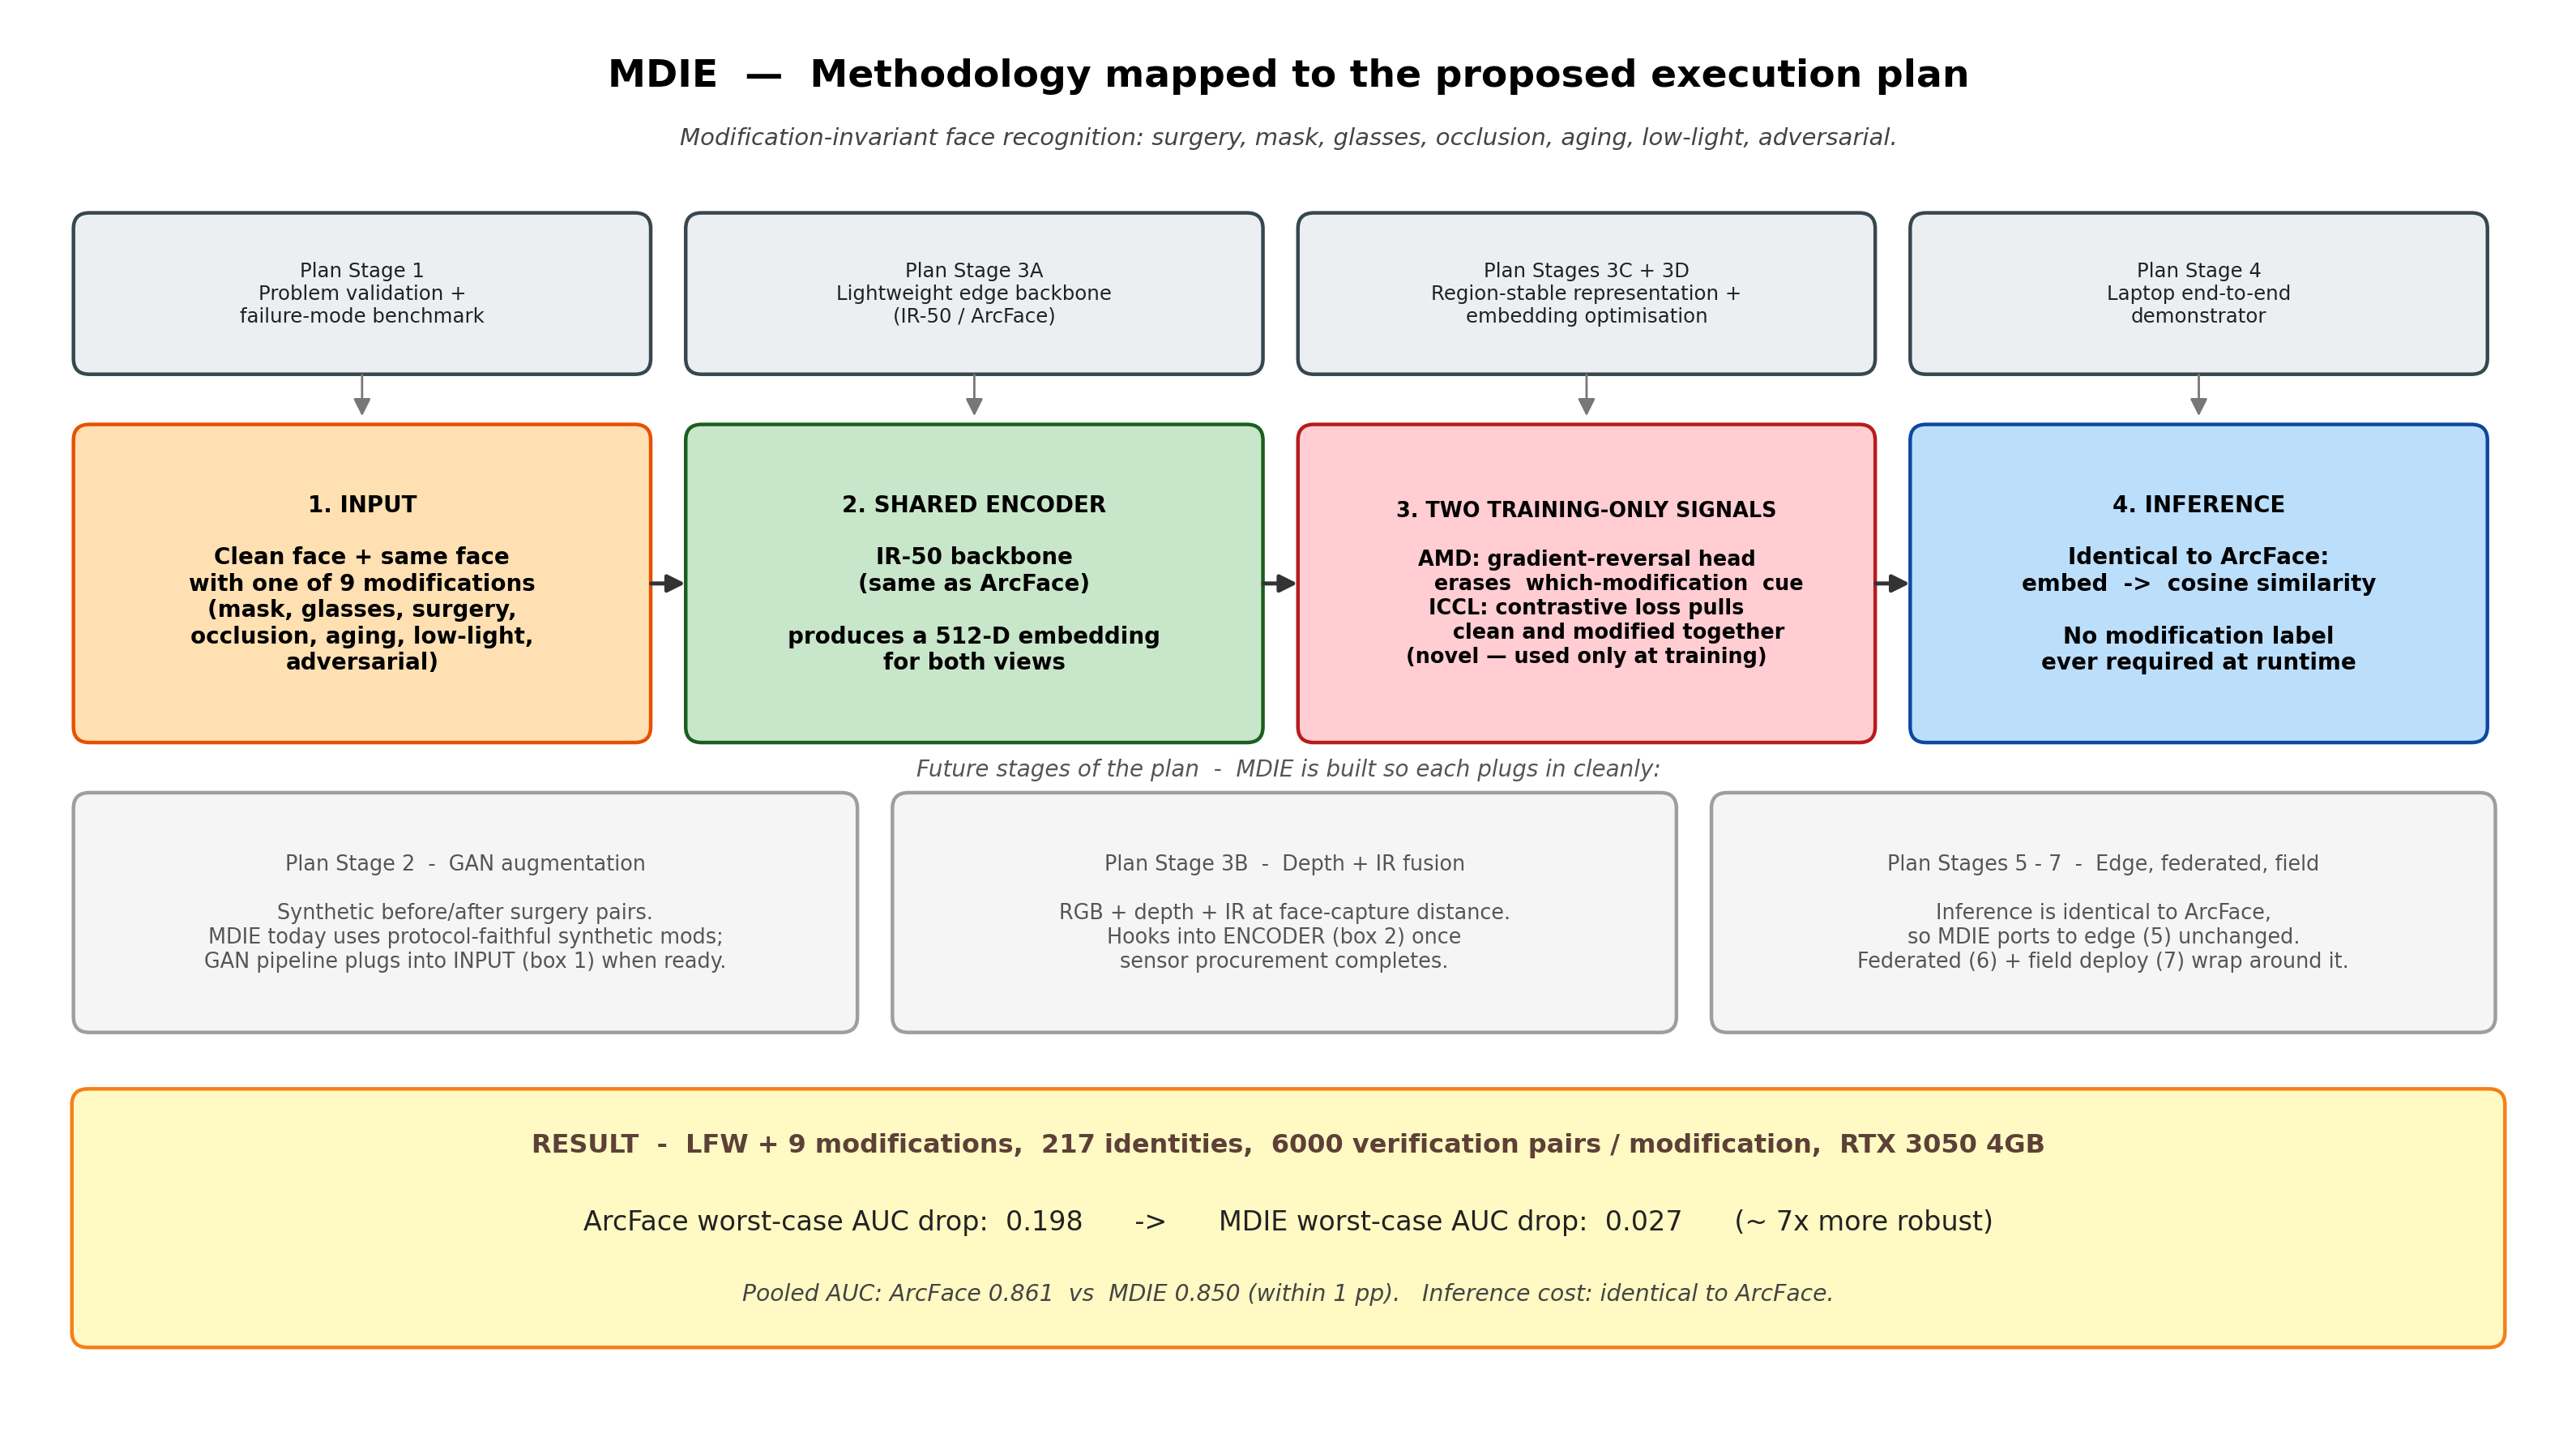 MDIE — Methodology mapped to the proposed execution plan
Modification-invariant face recognition: surgery, mask, glasses, occlusion, aging, low-light, adversarial.
Plan Stage 1
Problem validation +
failure-mode benchmark
Plan Stage 3A
Lightweight edge backbone
(IR-50 / ArcFace)
Plan Stages 3C + 3D
Region-stable representation +
embedding optimisation
Plan Stage 4
Laptop end-to-end
demonstrator
1. INPUT
Clean face + same face
with one of 9 modifications
(mask, glasses, surgery,
occlusion, aging, low-light,
adversarial)
2. SHARED ENCODER
IR-50 backbone
(same as ArcFace)
produces a 512-D embedding
for both views
3. TWO TRAINING-ONLY SIGNALS
AMD: gradient-reversal head
erases which-modification cue
ICCL: contrastive loss pulls
clean and modified together
(novel — used only at training)
4. INFERENCE
Identical to ArcFace:
embed -> cosine similarity
No modification label
ever required at runtime
Future stages of the plan - MDIE is built so each plugs in cleanly:
Plan Stage 2 - GAN augmentation
Synthetic before/after surgery pairs.
MDIE today uses protocol-faithful synthetic mods;
GAN pipeline plugs into INPUT (box 1) when ready.
Plan Stage 3B - Depth + IR fusion
RGB + depth + IR at face-capture distance.
Hooks into ENCODER (box 2) once
sensor procurement completes.
Plan Stages 5 - 7 - Edge, federated, field
Inference is identical to ArcFace,
so MDIE ports to edge (5) unchanged.
Federated (6) + field deploy (7) wrap around it.
RESULT - LFW + 9 modifications, 217 identities, 6000 verification pairs / modification, RTX 3050 4GB
ArcFace worst-case AUC drop: 0.198 -> MDIE worst-case AUC drop: 0.027 (~ 7x more robust)
Pooled AUC: ArcFace 0.861 vs MDIE 0.850 (within 1 pp). Inference cost: identical to ArcFace.